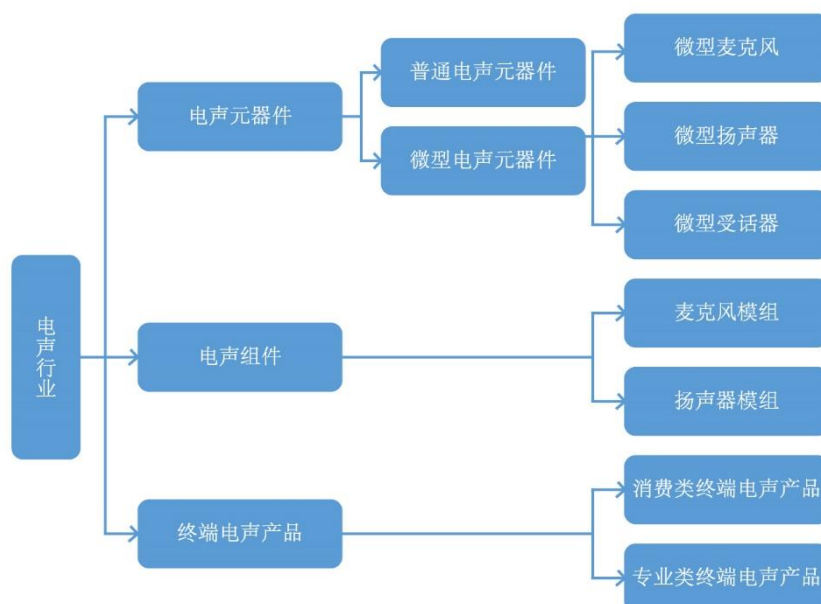 电声行业
电声元器件
普通电声元器件
微型电声元器件
微型麦克风
微型扬声器
微型受话器
电声组件
麦克风模组
扬声器模组
终端电声产品
消费类终端电声产品
专业类终端电声产品